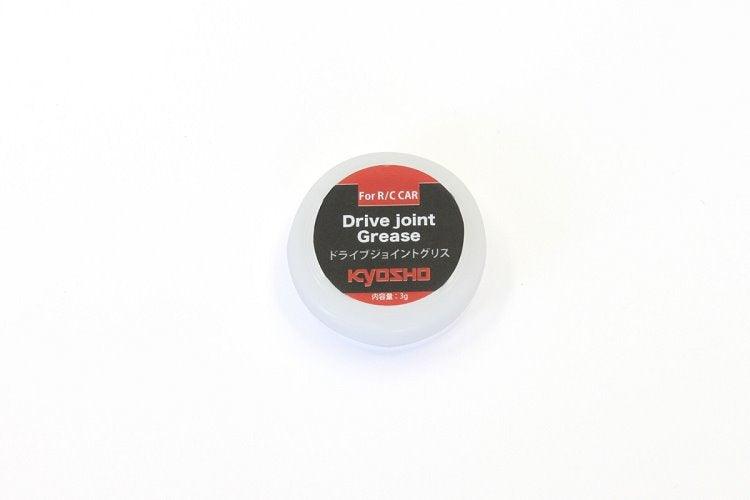 For R/C CAR
Drive joint
Grease
ドライブジョイントグリス
KYOSHO
内容量：3g